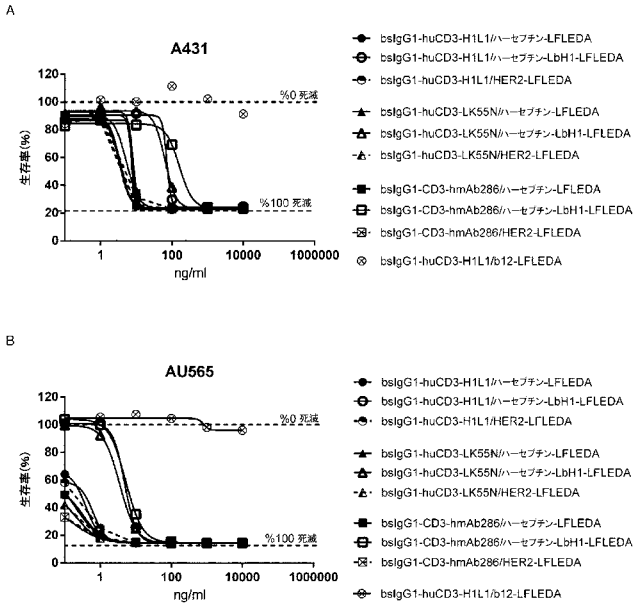 A
A431
120
100
80
60
40
20
0
生存率(%)
%0 死滅
%100 死滅
1
100
10000
1000000
ng/ml
bsIgG1-huCD3-H1L1/ハーセプチン-LFLEDA
bsIgG1-huCD3-H1L1/ハーセプチン-LbH1-LFLEDA
bsIgG1-huCD3-H1L1/HER2-LFLEDA
bsIgG1-huCD3-LK55N/ハーセプチン-LFLEDA
bsIgG1-huCD3-LK55N/ハーセプチン-LbH1-LFLEDA
bsIgG1-huCD3-LK55N/HER2-LFLEDA
bsIgG1-CD3-hmAb286/ハーセプチン-LFLEDA
bsIgG1-CD3-hmAb286/ハーセプチン-LbH1-LFLEDA
bsIgG1-CD3-hmAb286/HER2-LFLEDA
bsIgG1-huCD3-H1L1/b12-LFLEDA
B
AU565
120
100
80
60
40
20
0
生存率(%)
%0 死滅
%100 死滅
1
100
10000
1000000
ng/ml
bsIgG1-huCD3-H1L1/ハーセプチン-LFLEDA
bsIgG1-huCD3-H1L1/ハーセプチン-LbH1-LFLEDA
bsIgG1-huCD3-H1L1/HER2-LFLEDA
bsIgG1-huCD3-LK55N/ハーセプチン-LFLEDA
bsIgG1-huCD3-LK55N/ハーセプチン-LbH1-LFLEDA
bsIgG1-huCD3-LK55N/HER2-LFLEDA
bsIgG1-CD3-hmAb286/ハーセプチン-LFLEDA
bsIgG1-CD3-hmAb286/ハーセプチン-LbH1-LFLEDA
bsIgG1-CD3-hmAb286/HER2-LFLEDA
bsIgG1-huCD3-H1L1/b12-LFLEDA